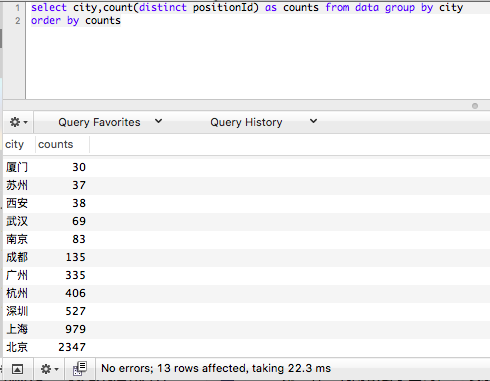 1 select city,count(distinct positionId) as counts from data group by city
2 order by counts
Query Favorites Query History
city counts
厦门 30
苏州 37
西安 38
武汉 69
南京 83
成都 135
广州 335
杭州 406
深圳 527
上海 979
北京 2347
No errors; 13 rows affected, taking 22.3 ms